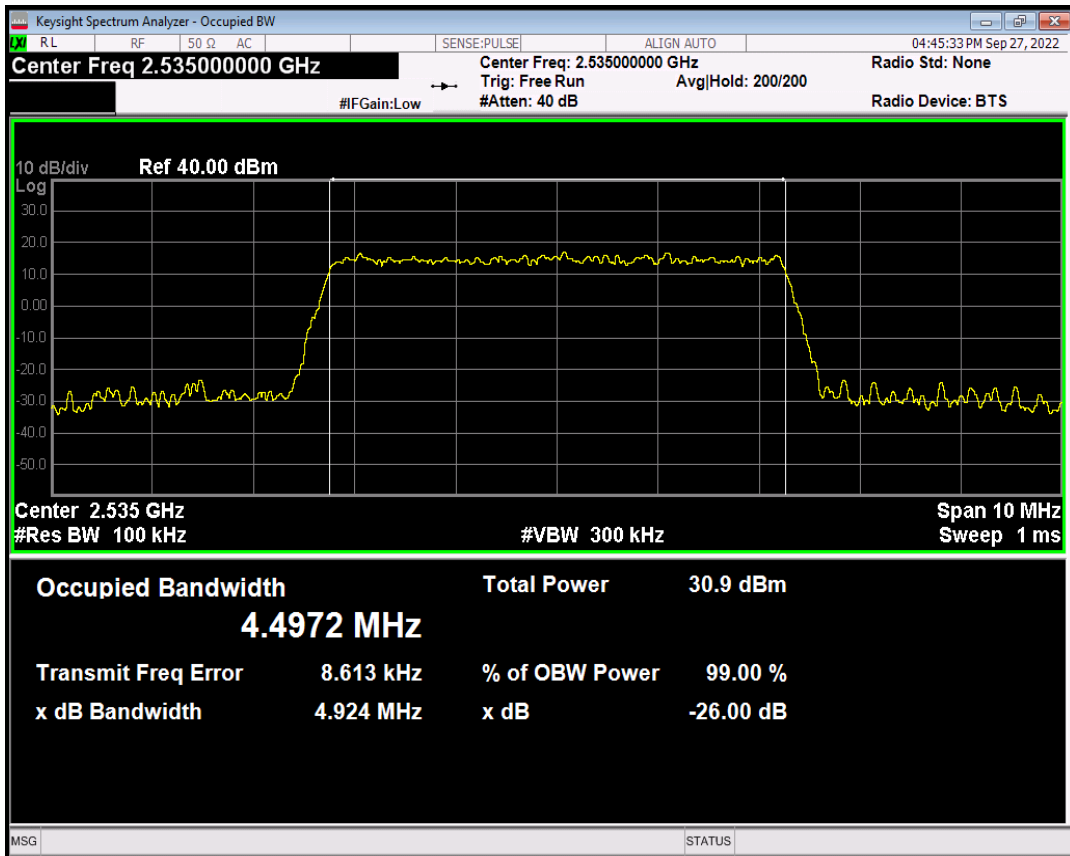 Keysight Spectrum Analyzer - Occupied BW
LXI RL RF 50 Ω AC SENSE:PULSE ALIGN AUTO 04:45:33 PM Sep 27, 2022
Center Freq 2.535000000 GHz Center Freq: 2.535000000 GHz Radio Std: None
Trig: Free Run Avg|Hold: 200/200
#IFGain:Low #Atten: 40 dB Radio Device: BTS
10 dB/div Ref 40.00 dBm
Log
30.0
20.0
10.0
0.00
-10.0
-20.0
-30.0
-40.0
-50.0
Center 2.535 GHz Span 10 MHz
#Res BW 100 kHz #VBW 300 kHz Sweep 1 ms
Occupied Bandwidth Total Power 30.9 dBm
4.4972 MHz
Transmit Freq Error 8.613 kHz % of OBW Power 99.00 %
x dB Bandwidth 4.924 MHz x dB -26.00 dB
MSG STATUS